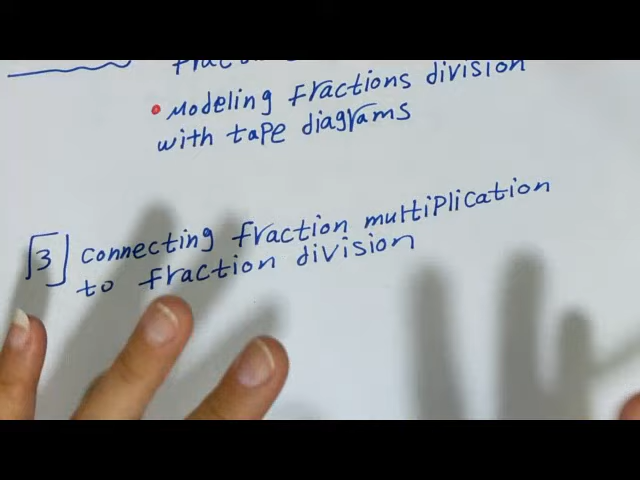 • Modeling fractions division
with tape diagrams
3 connecting fraction multiplication
to fraction division